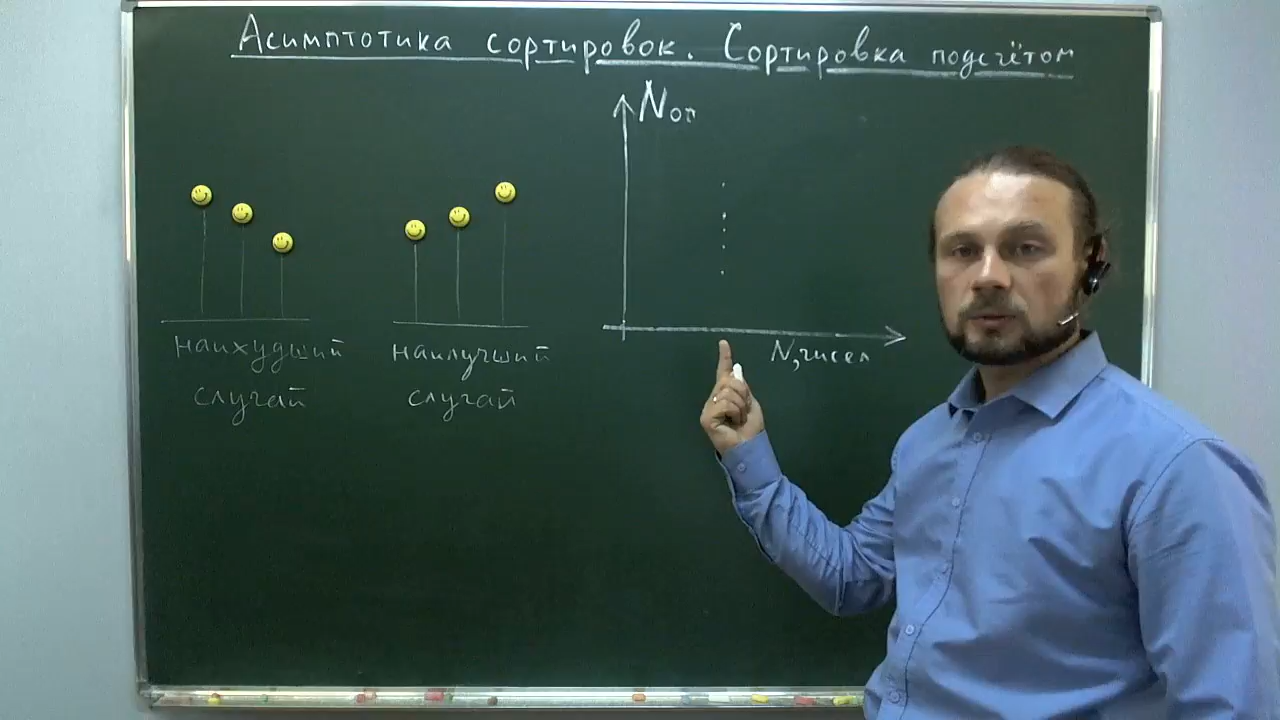 Асимптотика сортировок. Сортировка подсчётом
Nоп
наихудший
случай
наилучший
случай
N, чисел